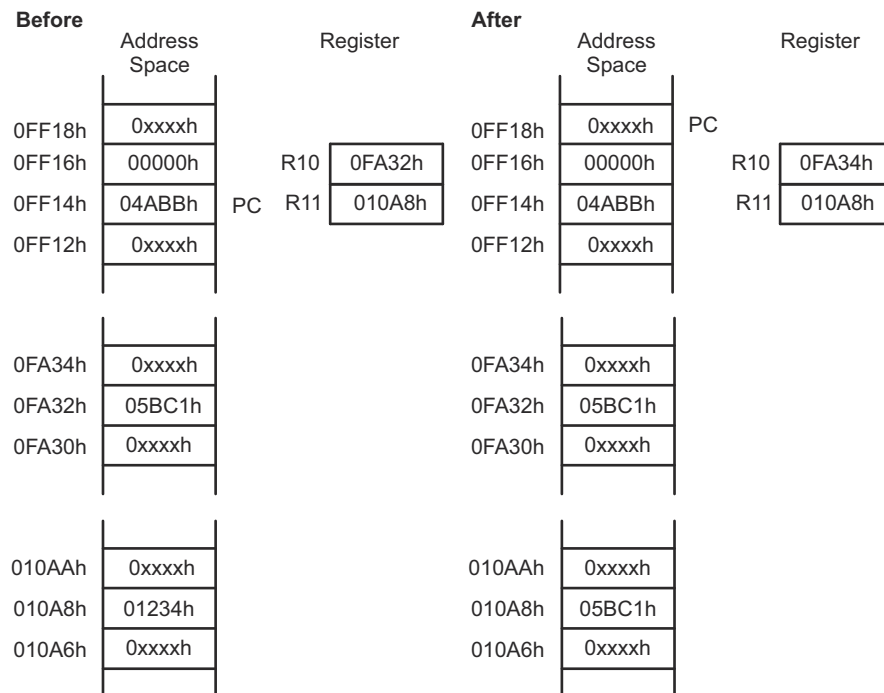 Before
Address Space
Register
0FF18h 0xxxxh
0FF16h 00000h R10 0FA32h
0FF14h 04ABBh PC R11 010A8h
0FF12h 0xxxxh
0FA34h 0xxxxh
0FA32h 05BC1h
0FA30h 0xxxxh
010AAh 0xxxxh
010A8h 01234h
010A6h 0xxxxh
After
Address Space
Register
0FF18h 0xxxxh PC
0FF16h 00000h R10 0FA34h
0FF14h 04ABBh R11 010A8h
0FF12h 0xxxxh
0FA34h 0xxxxh
0FA32h 05BC1h
0FA30h 0xxxxh
010AAh 0xxxxh
010A8h 05BC1h
010A6h 0xxxxh